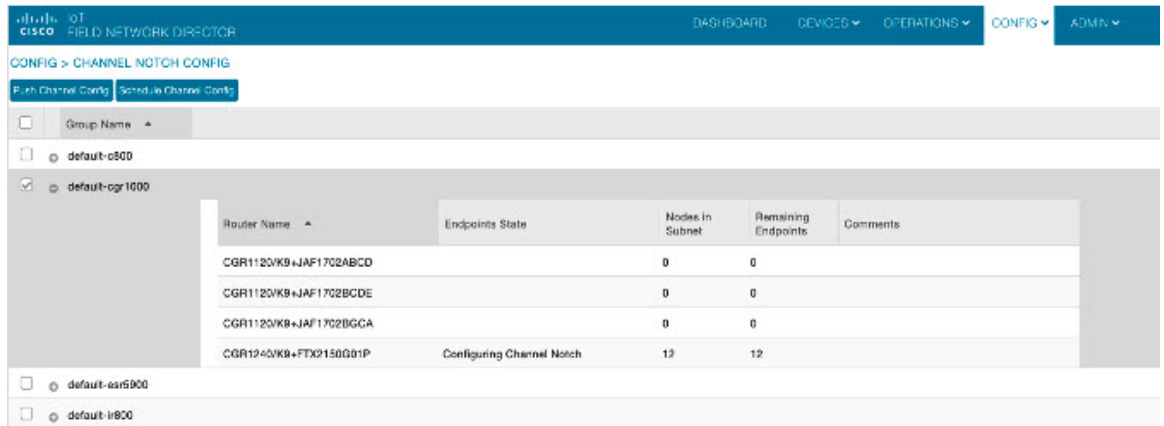 IoT
CISCO FIELD NETWORK DIRECTOR
DASHBOARD DEVICES OPERATIONS CONFIG ADMIN
CONFIG > CHANNEL NOTCH CONFIG
Push Channel Config Schedule Channel Config
Group Name
default-c800
default-cgr1000
Router Name Endpoints State Nodes in Subnet Remaining Endpoints Comments
CGR1120/K9+JAF1702ABCD 0 0
CGR1120/K9+JAF1702BCDE 0 0
CGR1120/K9+JAF1702BGCA 0 0
CGR1240/K9+FTX2150G01P Configuring Channel Notch 12 12
default-esr5900
default-ir800